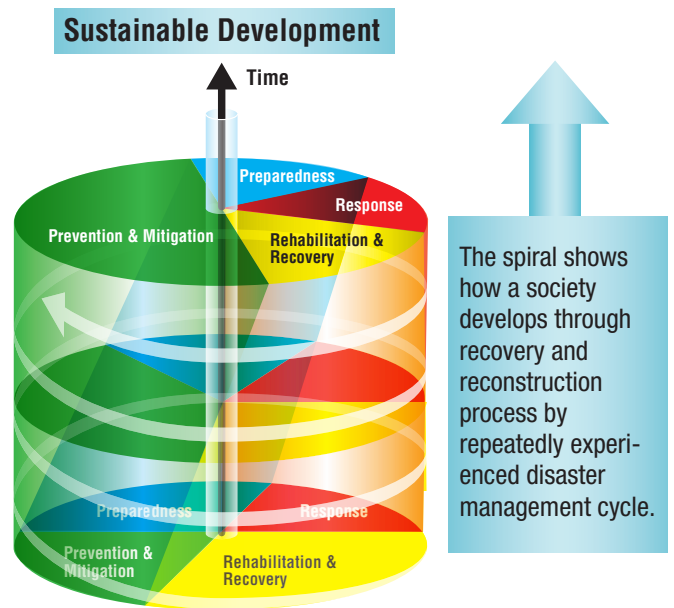 Sustainable Development
Time
Preparedness
Response
Prevention & Mitigation
Rehabilitation &
Recovery
The spiral shows
how a society
develops through
recovery and
reconstruction
process by
repeatedly experi-
enced disaster
management cycle.
Preparedness
Response
Prevention &
Mitigation
Rehabilitation &
Recovery